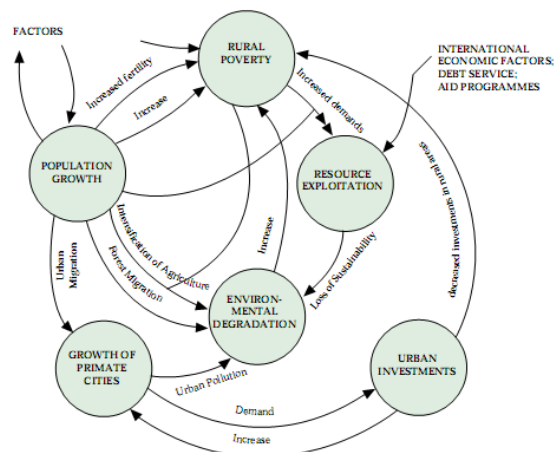 FACTORS
RURAL
POVERTY
INTERNATIONAL
ECONOMIC FACTORS;
DEBT SERVICE;
AID PROGRAMMES
Increased fertility
Increase
Increased demands
POPULATION
GROWTH
RESOURCE
EXPLOITATION
Urban
Migration
Intensification of Agriculture
Forest Migration
Increase
Loss of Sustainability
decreased investments in rural areas
ENVIRON-
MENTAL
DEGRADATION
GROWTH OF
PRIMATE
CITIES
Urban Pollution
URBAN
INVESTMENTS
Demand
Increase